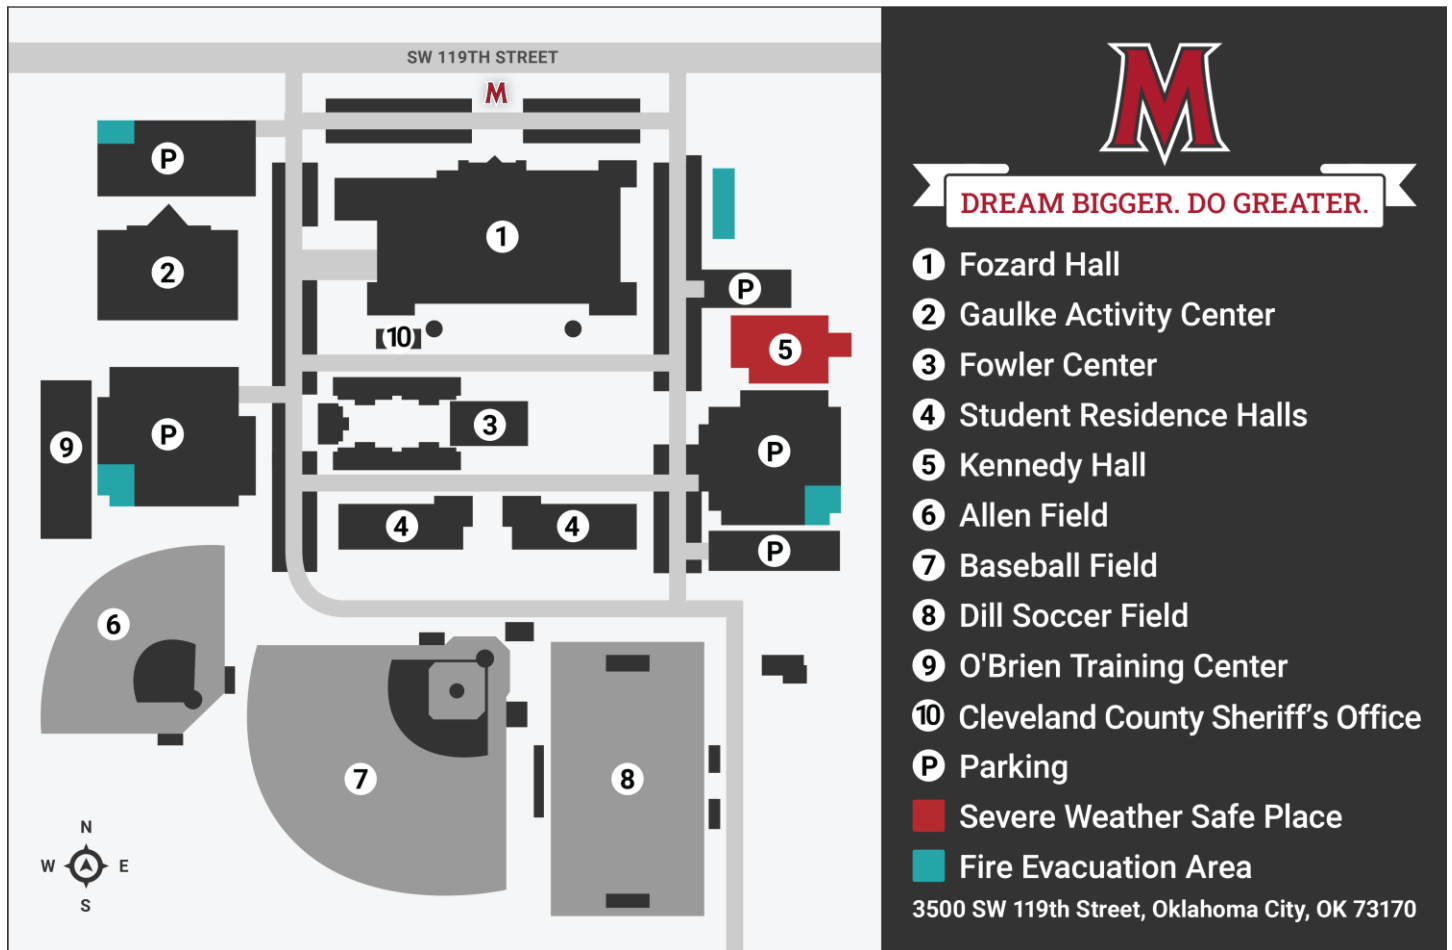 SW 119TH STREET
M
P
1
2
P
10
5
3
9
P
P
4
4
P
6
7
8
N
W E
S
M
DREAM BIGGER. DO GREATER.
1 Fozard Hall
2 Gaulke Activity Center
3 Fowler Center
4 Student Residence Halls
5 Kennedy Hall
6 Allen Field
7 Baseball Field
8 Dill Soccer Field
9 O'Brien Training Center
10 Cleveland County Sheriff’s Office
P Parking
Severe Weather Safe Place
Fire Evacuation Area
3500 SW 119th Street, Oklahoma City, OK 73170